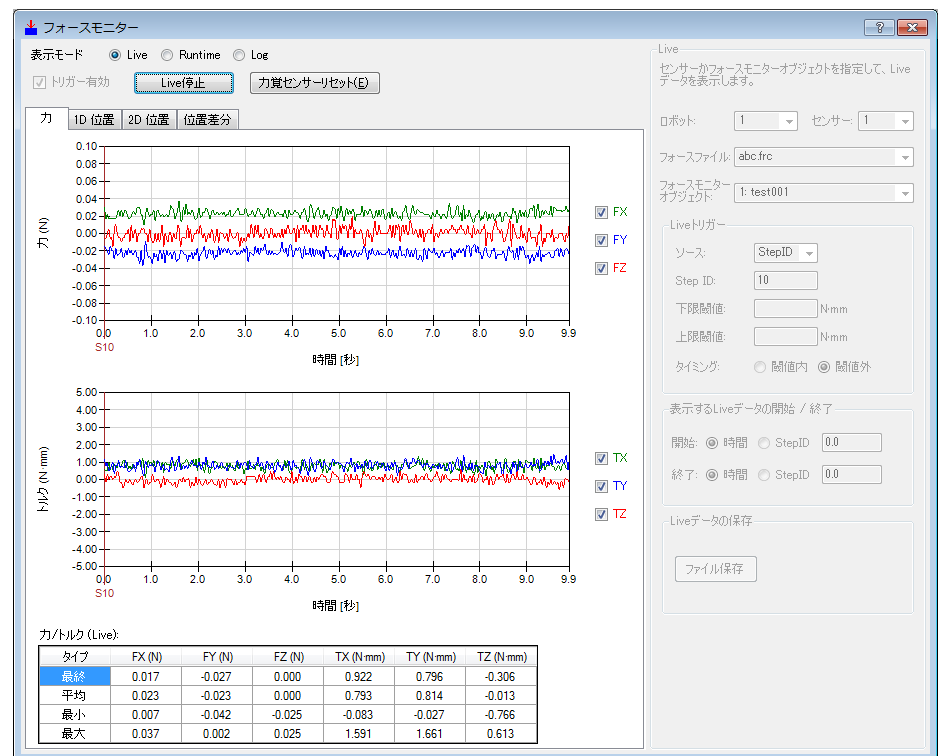 フォースモニター
表示モード Live Runtime Log
トリガー有効 Live停止 力覚センサーリセット(E)
力 1D 位置 2D 位置 位置差分
0.10
0.08
0.06
0.04
0.02
0.00
-0.02
-0.04
-0.06
-0.08
-0.10
力 (N)
0.0 1.0 2.0 3.0 4.0 5.0 6.0 7.0 8.0 9.0 9.9
S10
時間 [秒]
FX
FY
FZ
5.00
4.00
3.00
2.00
1.00
0.00
-1.00
-2.00
-3.00
-4.00
-5.00
トルク (N·mm)
0.0 1.0 2.0 3.0 4.0 5.0 6.0 7.0 8.0 9.0 9.9
S10
時間 [秒]
TX
TY
TZ
力/トルク (Live):
タイプ FX (N) FY (N) FZ (N) TX (N·mm) TY (N·mm) TZ (N·mm)
最終 0.017 -0.027 0.000 0.922 0.796 -0.306
平均 0.023 -0.023 0.000 0.793 0.814 -0.013
最小 0.007 -0.042 -0.025 -0.083 -0.027 -0.766
最大 0.037 0.002 0.025 1.591 1.661 0.613
Live
センサーかフォースモニターオブジェクトを指定して、Live
データを表示します。
ロボット: 1 センサー: 1
フォースファイル: abc.frc
フォースモニター
オブジェクト: 1: test001
Liveトリガー
ソース: StepID
Step ID: 10
下限閾値: N·mm
上限閾値: N·mm
タイミング: 閾値内 閾値外
表示するLiveデータの開始 / 終了
開始: 時間 StepID 0.0
終了: 時間 StepID 0.0
Liveデータの保存
ファイル保存